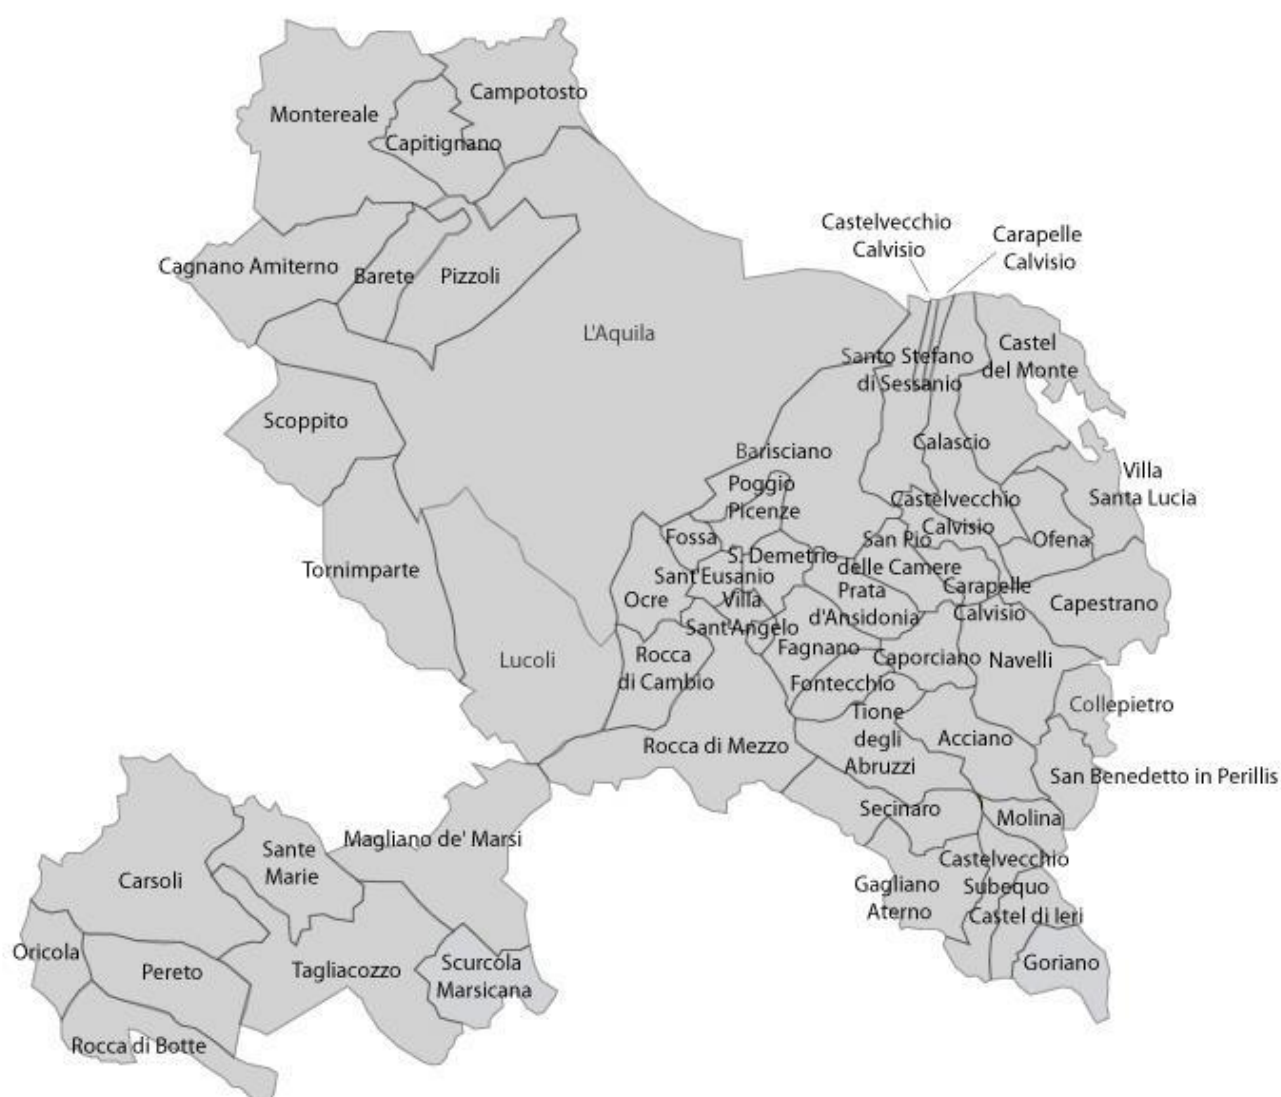 Campotosto
Montereale
Capitignano
Castelvecchio
Calvisio
Carapelle
Calvisio
Cagnano Amiterno
Barete
Pizzoli
L'Aquila
Castel
del Monte
Santo Stefano
di Sessanio
Scoppito
Calascio
Barisciano
Villa
Santa Lucia
Poggio
Picenze
Castelvecchio
Calvisio
Fossa
San Pio
delle Camere
Ofena
S. Demetrio
Tornimparte
Sant'Eusanio
Ocre
Villa
Sant'Angelo
Prata
d'Ansidonia
Carapelle
Calvisio
Capestrano
Lucoli
Rocca
di Cambio
Fagnano
Caporciano
Navelli
Fontecchio
Collepietro
Tione
degli
Abruzzi
Acciano
Rocca di Mezzo
San Benedetto in Perillis
Secinaro
Molina
Magliano de' Marsi
Sante
Marie
Castelvecchio
Subequo
Carsoli
Gagliano
Aterno
Castel di Ieri
Oricola
Pereto
Tagliacozzo
Scurcola
Marsicana
Goriano
Rocca di Botte